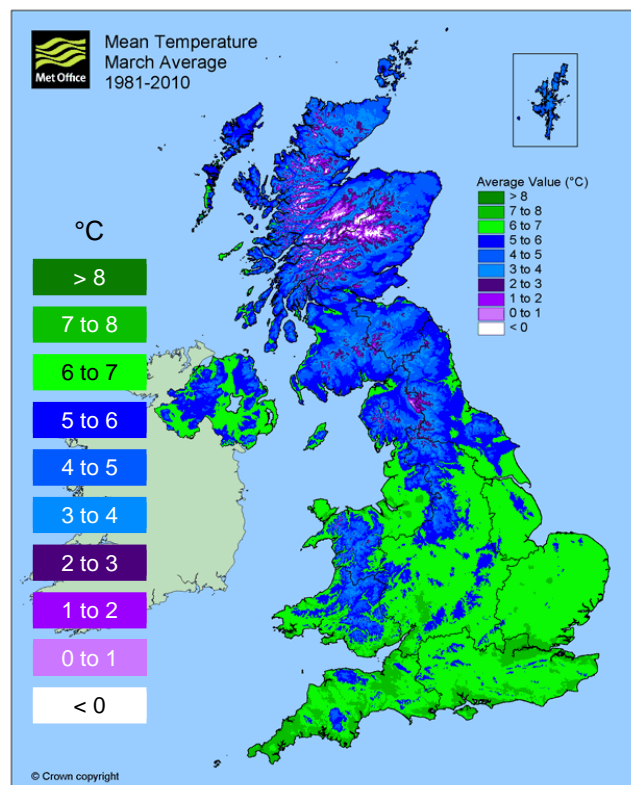 Met Office
Mean Temperature
March Average
1981-2010
Average Value (°C)
> 8
7 to 8
6 to 7
5 to 6
4 to 5
3 to 4
2 to 3
1 to 2
0 to 1
< 0
°C
> 8
7 to 8
6 to 7
5 to 6
4 to 5
3 to 4
2 to 3
1 to 2
0 to 1
< 0
© Crown copyright